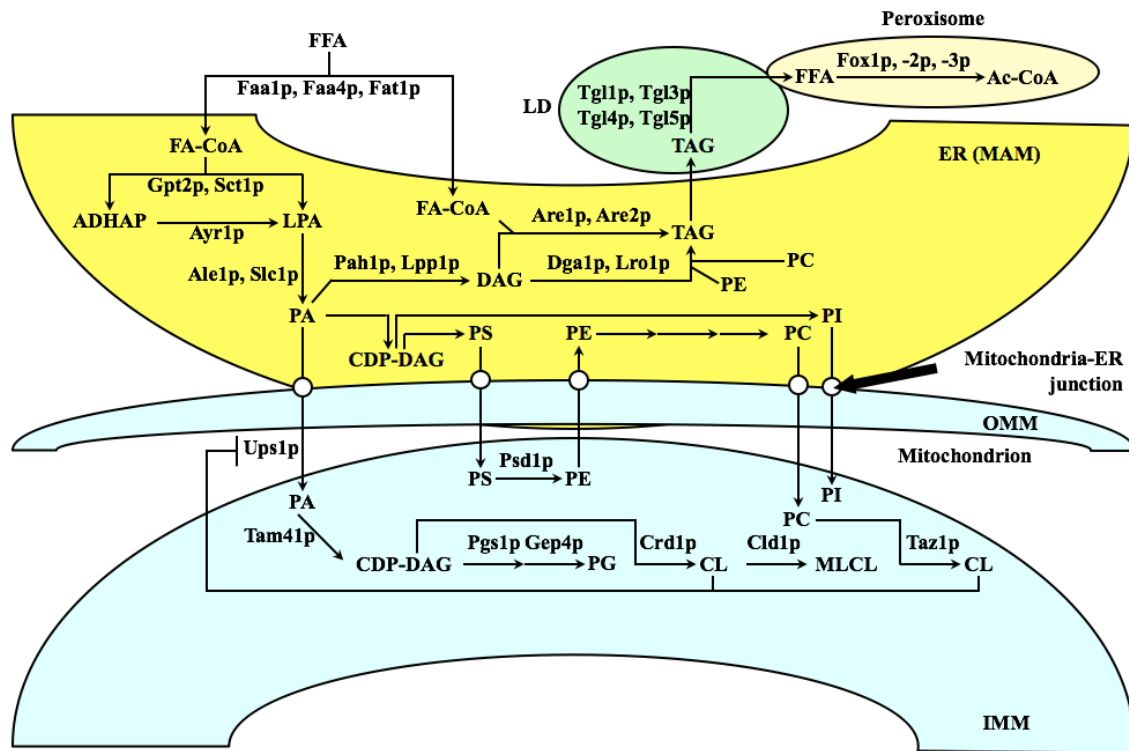 Peroxisome
FFA
Faa1p, Faa4p, Fat1p
LD
Tgl1p, Tgl3p
Tgl4p, Tgl5p
TAG
FFA
Fox1p, -2p, -3p
Ac-CoA
ER (MAM)
FA-CoA
Gpt2p, Sct1p
ADHAP
Ayr1p
LPA
FA-CoA
Are1p, Are2p
TAG
Ale1p, Slc1p
Pah1p, Lpp1p
DAG
Dga1p, Lro1p
PC
PE
PA
CDP-DAG
PS
PE
PC
PI
Mitochondria-ER
junction
OMM
Mitochondrion
Ups1p
PS
Psd1p
PE
PI
PA
PC
Tam41p
CDP-DAG
Pgs1p Gep4p
PG
Crd1p
CL
Cld1p
MLCL
Taz1p
CL
IMM